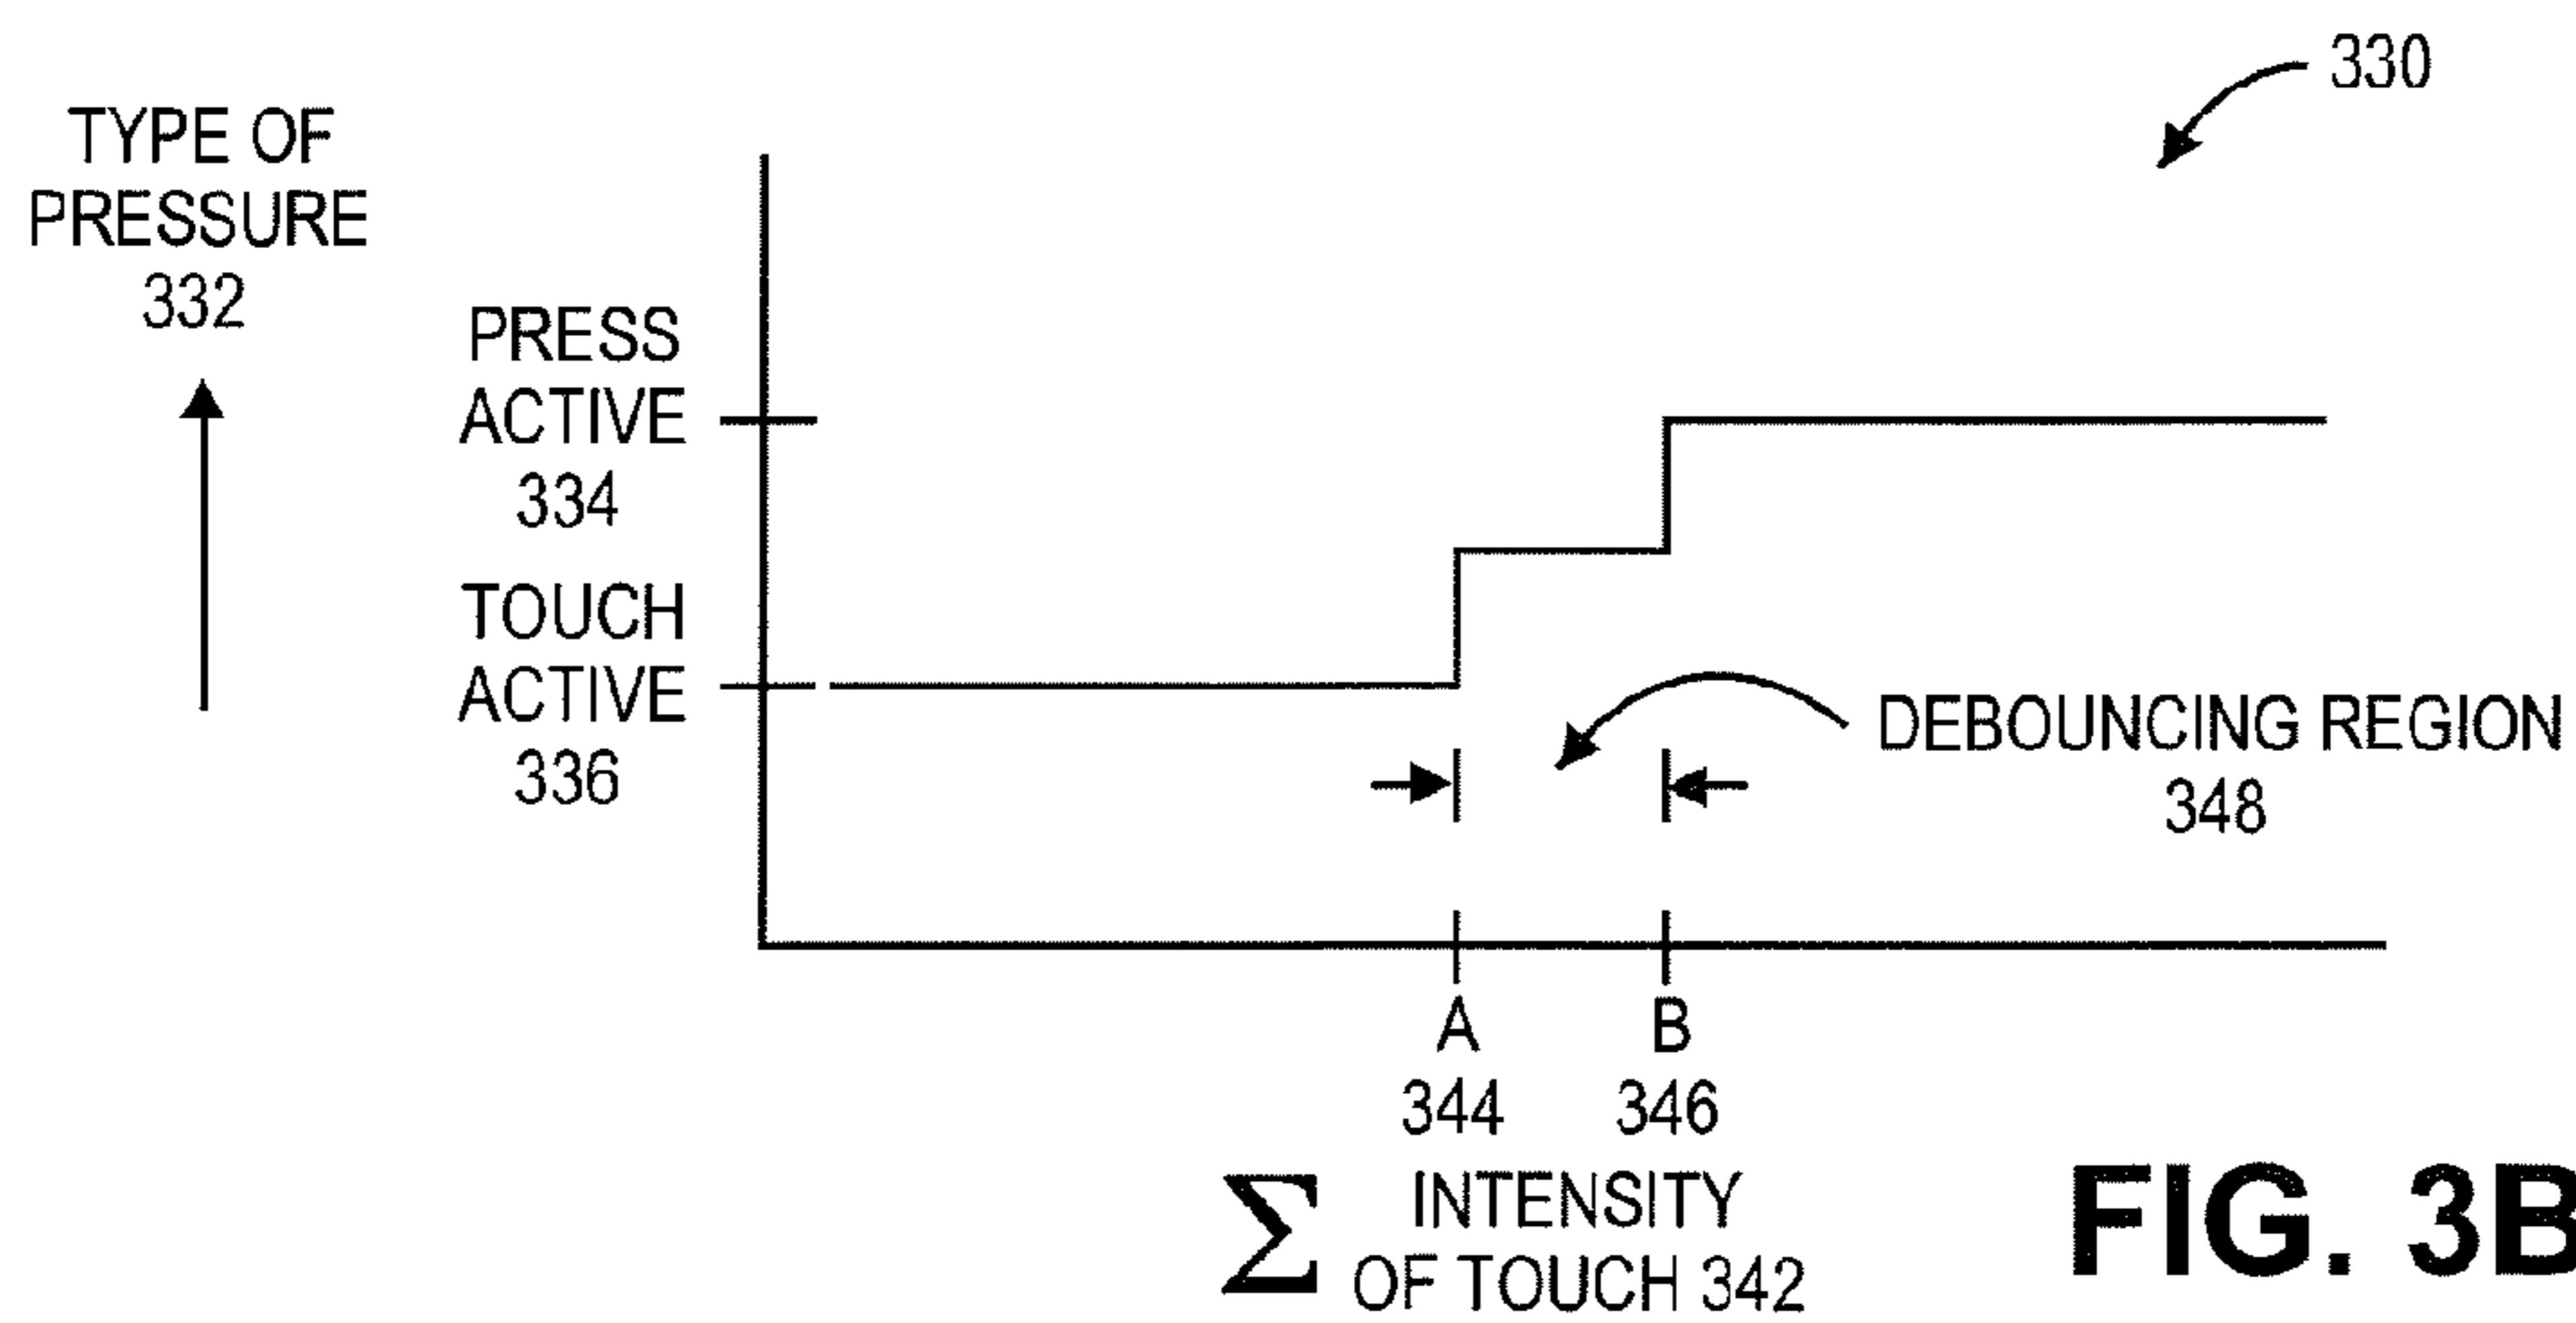 330
TYPE OF
PRESSURE
332
PRESS
ACTIVE
334
TOUCH
ACTIVE
336
DEBOUNCING REGION
348
A
B
344
346
Σ INTENSITY
OF TOUCH 342
FIG. 3B